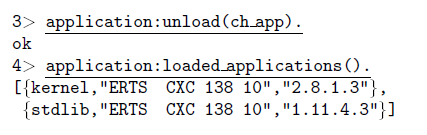 3> application:unload(ch_app).
ok
4> application:loaded_applications().
[{kernel,"ERTS  CXC 138 10","2.8.1.3"},
 {stdlib,"ERTS  CXC 138 10","1.11.4.3"}]